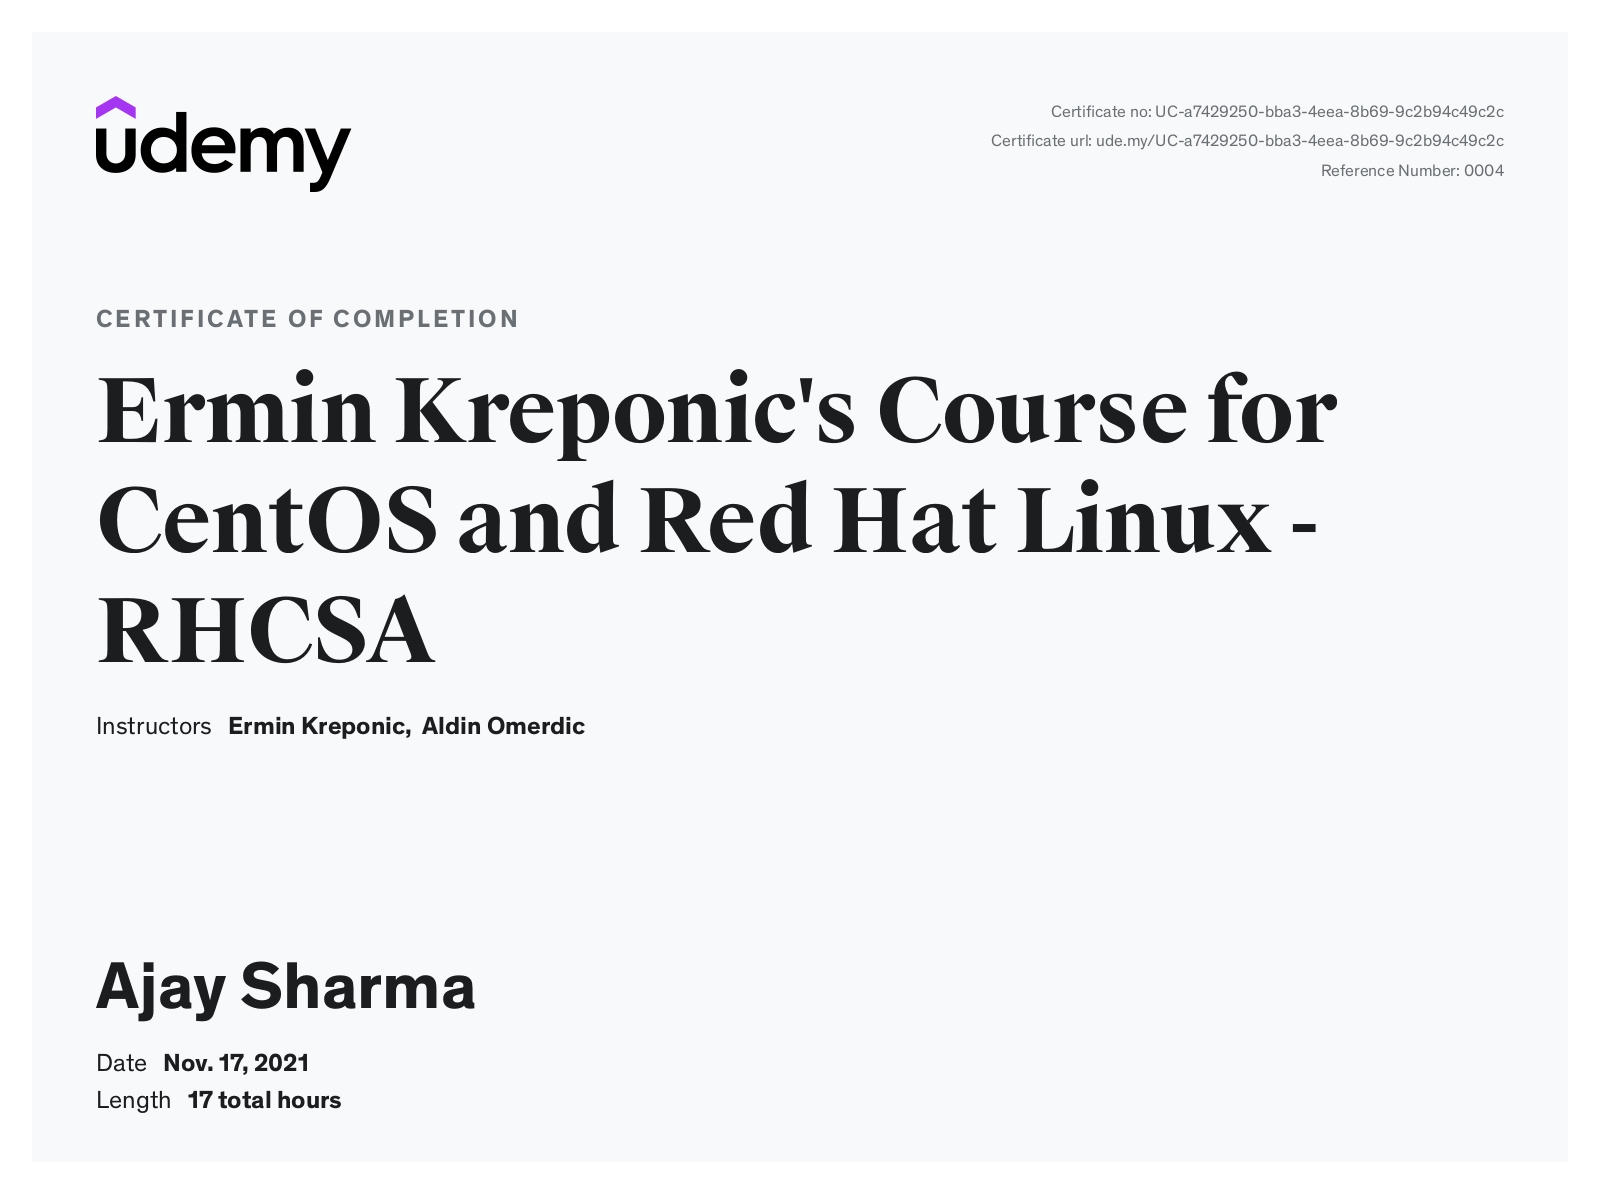 udemy
Certificate no: UC-a7429250-bba3-4eea-8b69-9c2b94c49c2c
Certificate url: ude.my/UC-a7429250-bba3-4eea-8b69-9c2b94c49c2c
Reference Number: 0004
CERTIFICATE OF COMPLETION
Ermin Kreponic's Course for
CentOS and Red Hat Linux -
RHCSA
Instructors Ermin Kreponic, Aldin Omerdic
Ajay Sharma
Date Nov. 17, 2021
Length 17 total hours